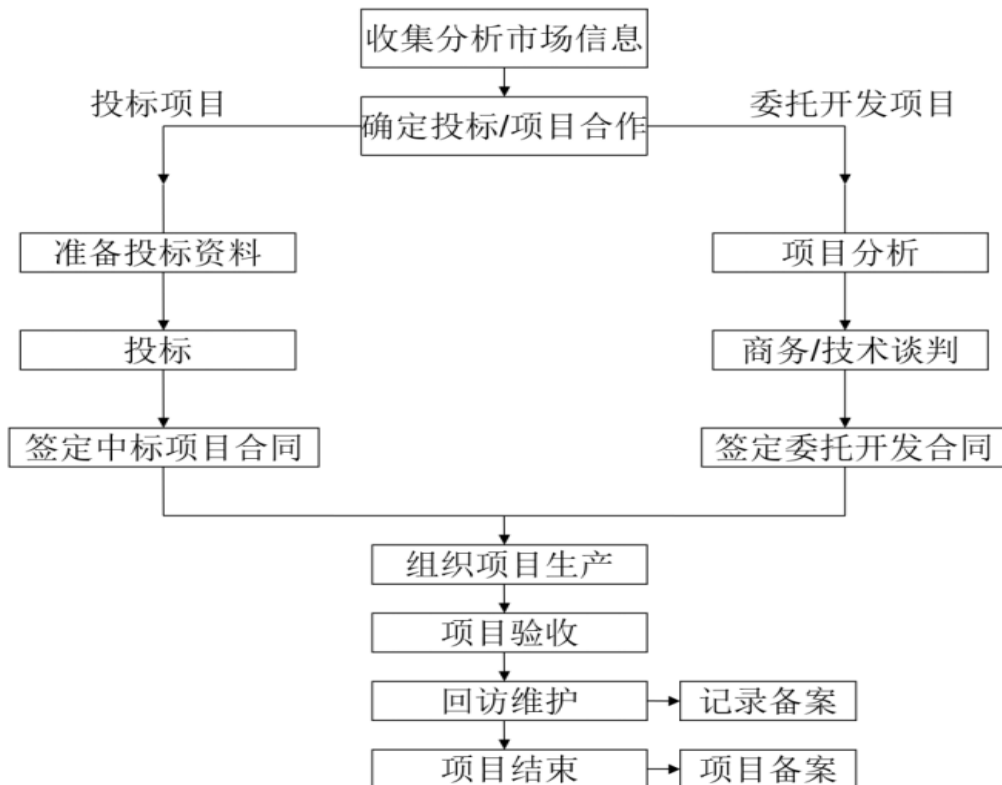 收集分析市场信息
投标项目
委托开发项目
确定投标/项目合作
准备投标资料
项目分析
投标
商务/技术谈判
签定中标项目合同
签定委托开发合同
组织项目生产
项目验收
回访维护
记录备案
项目结束
项目备案